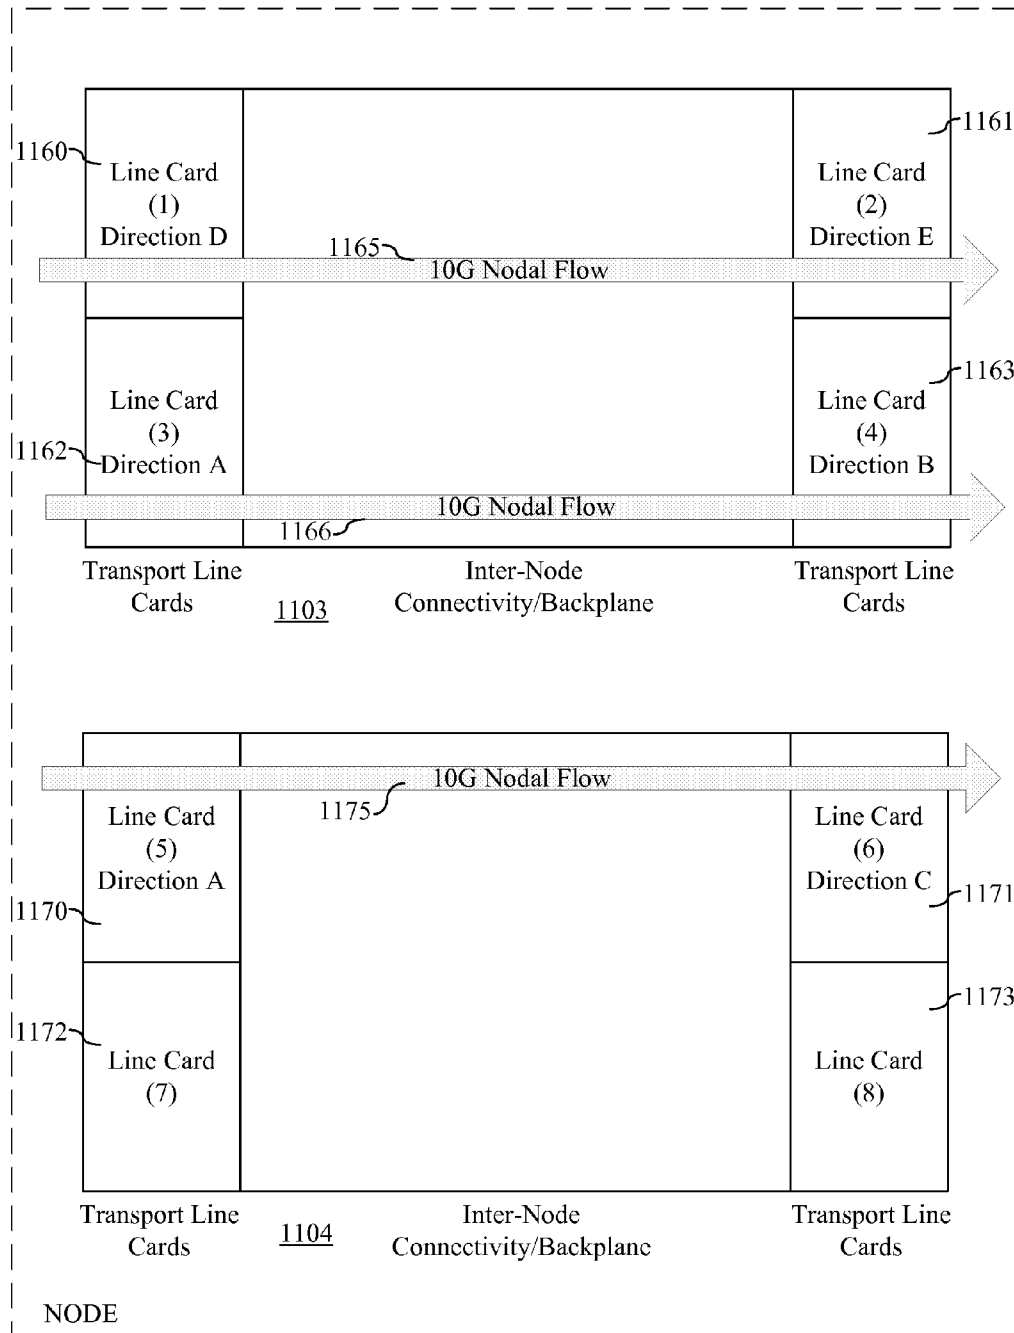 1160
Line Card
(1)
Direction D
1161
Line Card
(2)
Direction E
1165
10G Nodal Flow
Line Card
(3)
Direction A
1162
1163
Line Card
(4)
Direction B
10G Nodal Flow
1166
Transport Line
Cards
1103
Inter-Node
Connectivity/Backplane
Transport Line
Cards
10G Nodal Flow
1175
Line Card
(5)
Direction A
1170
Line Card
(6)
Direction C
1171
1172
Line Card
(7)
1173
Line Card
(8)
Transport Line
Cards
1104
Inter-Node
Connectivity/Backplane
Transport Line
Cards
NODE